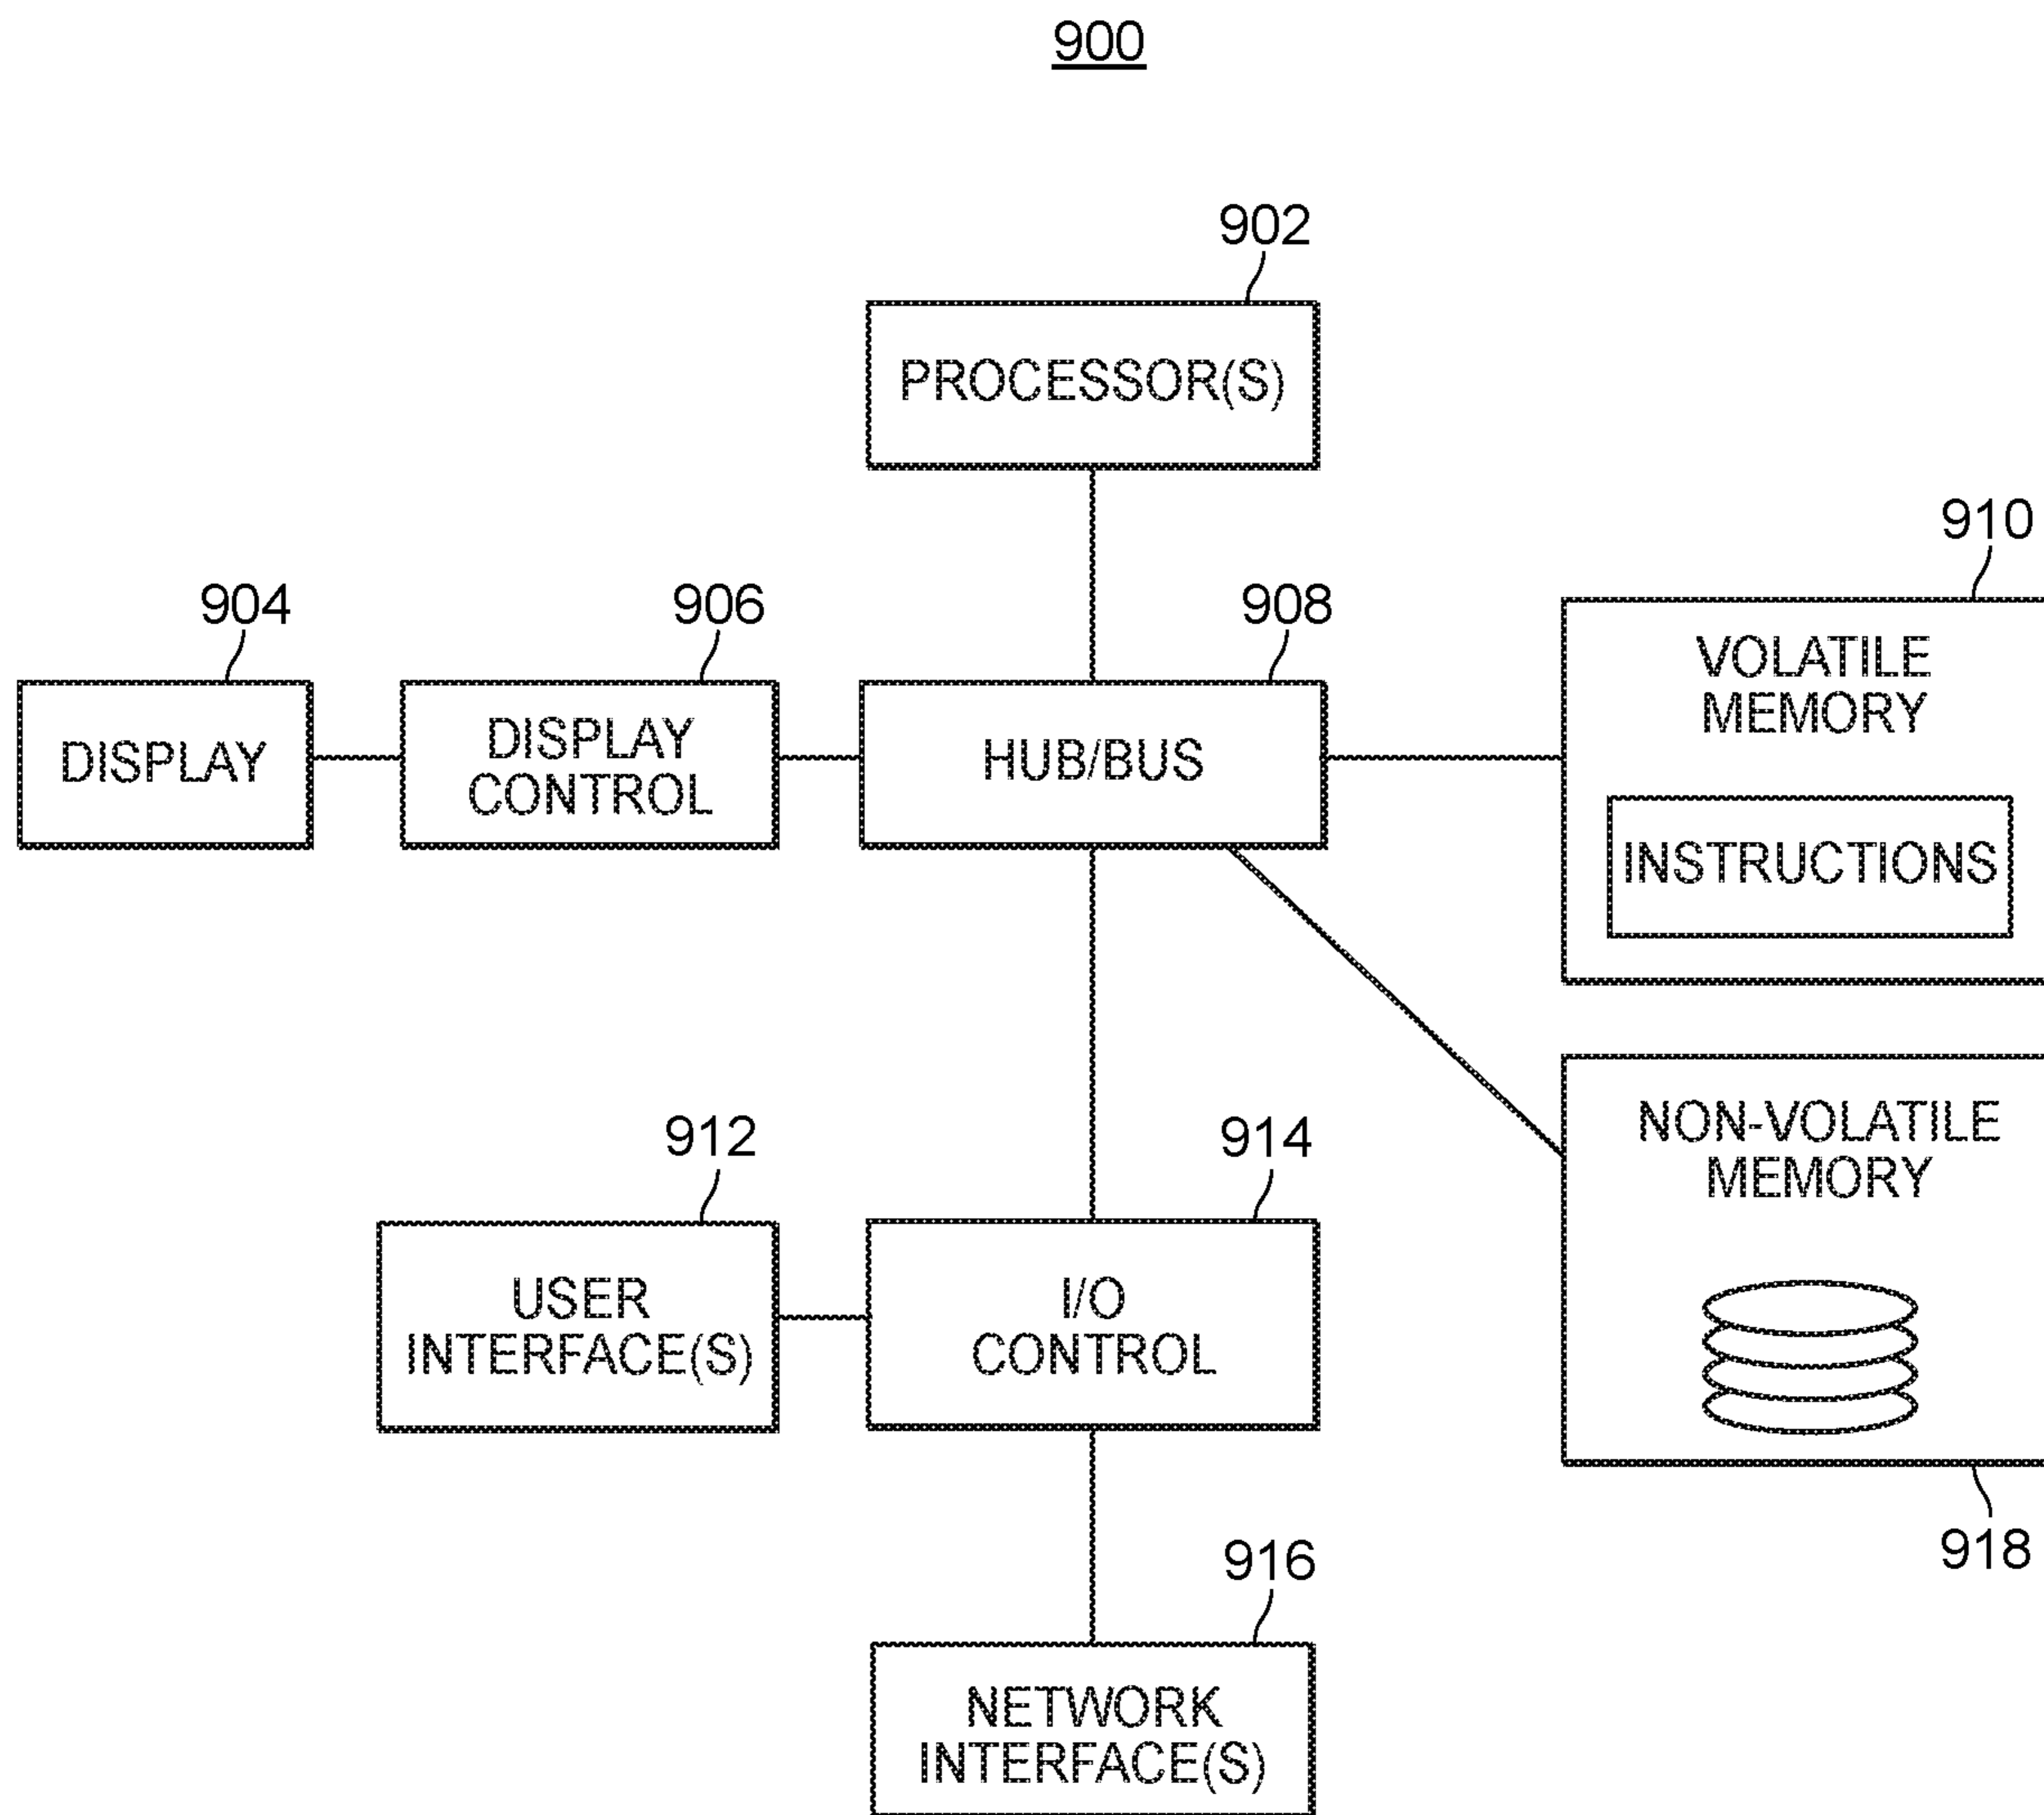 900
902
PROCESSOR(S)
910
904
906
908
VOLATILE
MEMORY
DISPLAY
DISPLAY
CONTROL
HUB/BUS
INSTRUCTIONS
912
914
NON-VOLATILE
MEMORY
USER
INTERFACE(S)
I/O
CONTROL
916
918
NETWORK
INTERFACE(S)